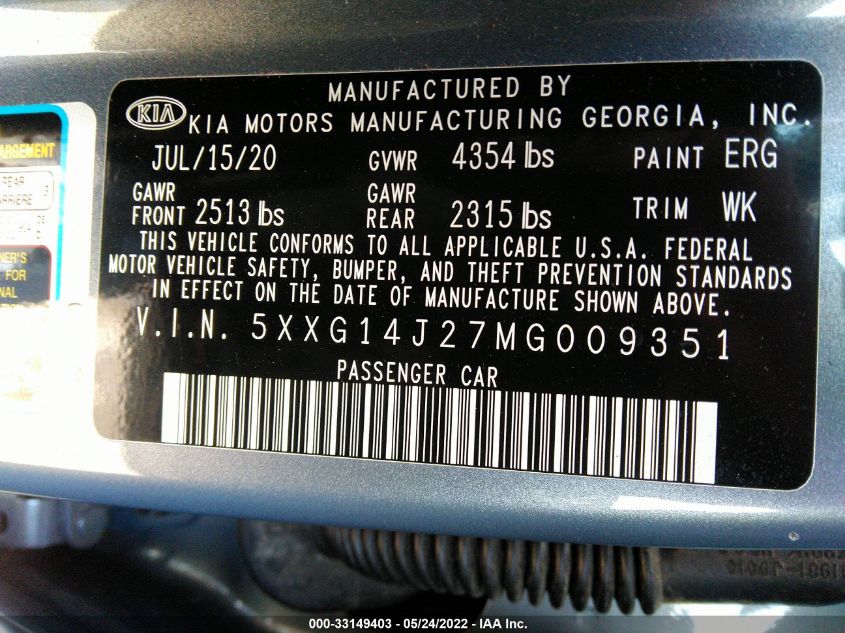 MANUFACTURED BY
KIA
KIA MOTORS MANUFACTURING GEORGIA, INC.
JUL/15/20 GVWR 4354 lbs PAINT ERG
GAWR FRONT 2513 lbs GAWR REAR 2315 lbs TRIM WK
THIS VEHICLE CONFORMS TO ALL APPLICABLE U.S.A. FEDERAL
MOTOR VEHICLE SAFETY, BUMPER, AND THEFT PREVENTION STANDARDS
IN EFFECT ON THE DATE OF MANUFACTURE SHOWN ABOVE.
V.I.N. 5XXG14J27MG009351
PASSENGER CAR
REAR
FOR
000-33149403 - 05/24/2022 - IAA Inc.